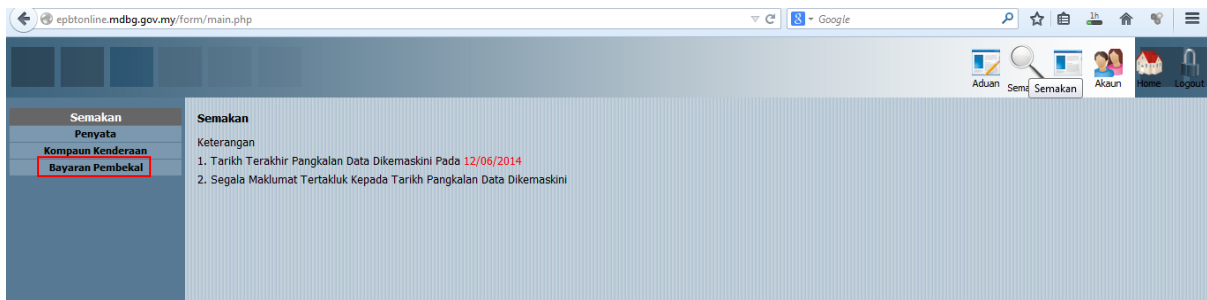 epbtonline.mdbg.gov.my/form/main.php
8 Google
1h
Aduan
Sema
Semakan
Akaun
Home
Logout
Semakan
Penyata
Kompaun Kenderaan
Bayaran Pembekal
Semakan
Keterangan
1. Tarikh Terakhir Pangkalan Data Dikemaskini Pada 12/06/2014
2. Segala Maklumat Tertakluk Kepada Tarikh Pangkalan Data Dikemaskini